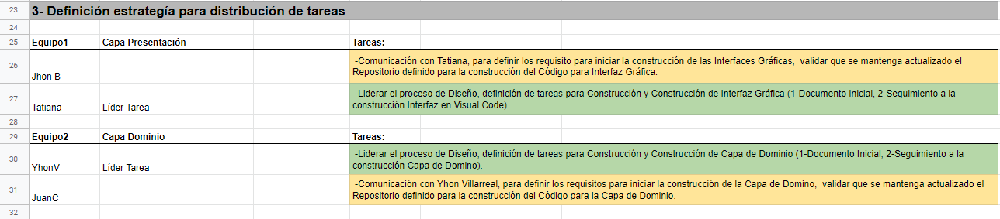 23 3- Definición estrategía para distribución de tareas
24
25 Equipo1 Capa Presentación Tareas:
-Comunicación con Tatiana, para definir los requisito para iniciar la construcción de las Interfaces Gráficas, validar que se mantenga actualizado el
26 Repositorio definido para la construcción del Código para Interfaz Gráfica.
Jhon B
-Liderar el proceso de Diseño, definición de tareas para Construcción y Construcción de Interfaz Gráfica (1-Documento Inicial, 2-Seguimiento a la
27 construcción Interfaz en Visual Code).
Tatiana Líder Tarea
28
29 Equipo2 Capa Dominio Tareas:
-Liderar el proceso de Diseño, definición de tareas para Construcción y Construcción de Capa de Dominio (1-Documento Inicial, 2-Seguimiento a la
30 construcción Capa de Domino).
YhonV Líder Tarea
-Comunicación con Yhon Villarreal, para definir los requisitos para iniciar la construcción de la Capa de Domino, validar que se mantenga actualizado el
31 Repositorio definido para la construcción del Código para la Capa de Dominio.
JuanC
32